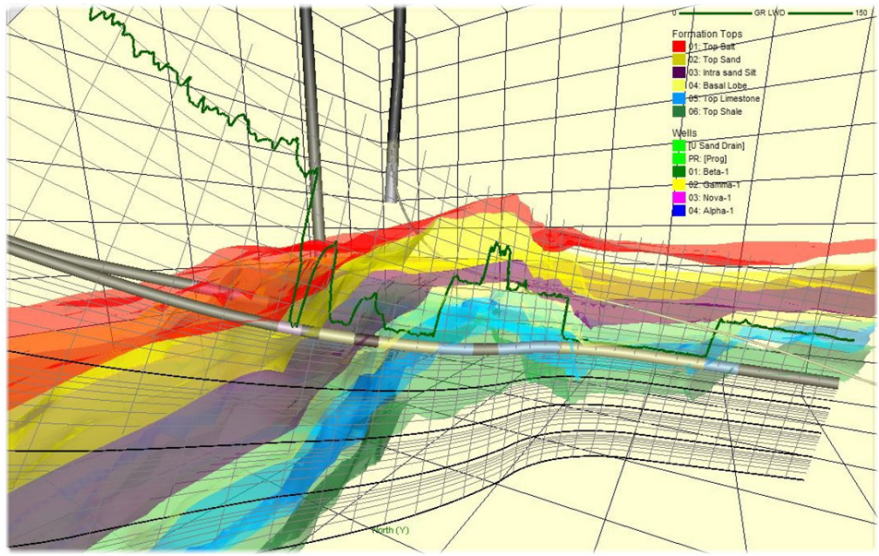 0 GR LWD 150
Formation Tops
01: Top Salt
02: Top Sand
03: Intra sand Silt
04: Basal Lobe
05: Top Limestone
06: Top Shale
Wells
[U Sand Drain]
PR: [Prog]
01: Beta-1
02: Gamma-1
03: Nova-1
04: Alpha-1
North (Y)